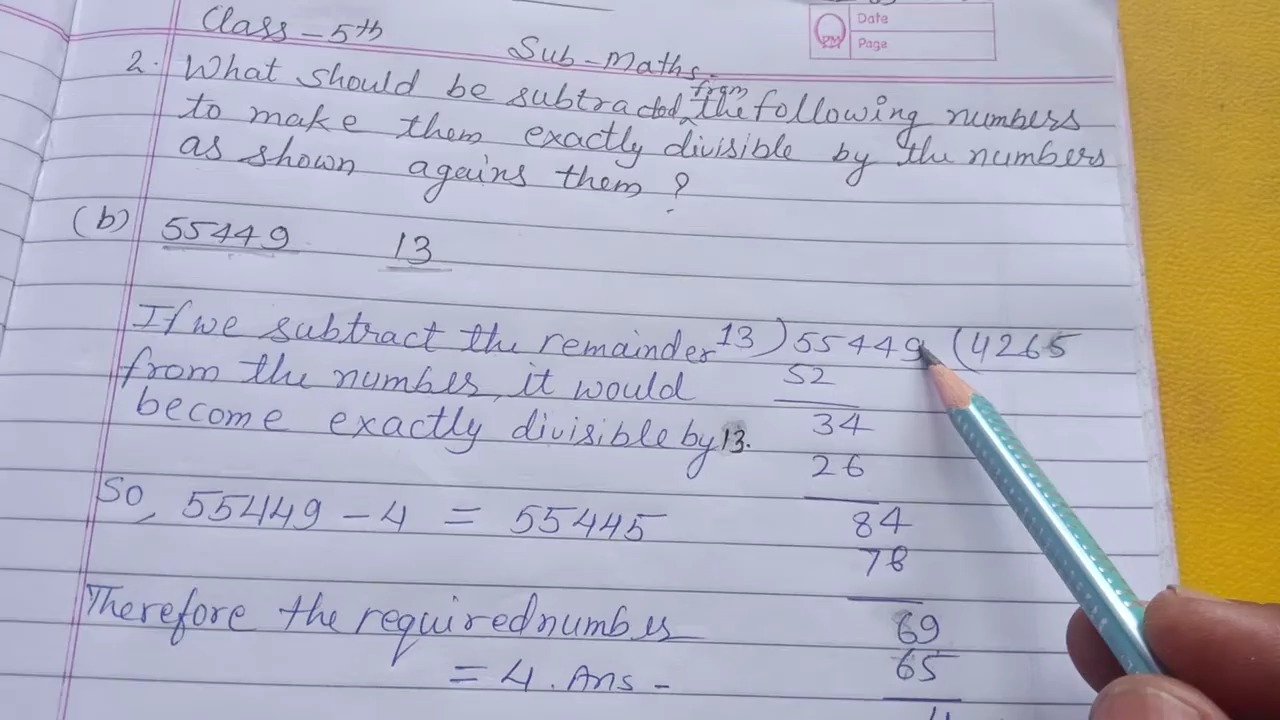 Class - 5th
Date
Page
Sub - Maths -
2. What should be subtracted from the following numbers
to make them exactly divisible by the numbers
as shown agains them ?
(b) 55449 13
If we subtract the remainder
from the number, it would
become exactly divisible by 13.
So, 55449 - 4 = 55445
Therefore the required number
= 4. Ans -
13 ) 55449 ( 4265
52
34
26
84
78
69
65
4